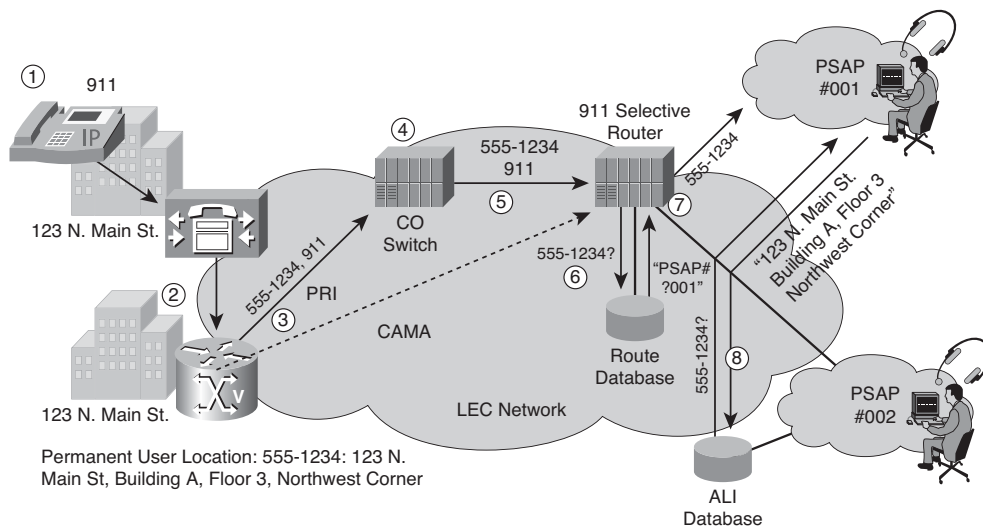 1
911
IP
123 N. Main St.
2
123 N. Main St.
V
3
555-1234, 911
PRI
CAMA
4
CO
Switch
555-1234
911
5
911 Selective
Router
7
555-1234?
6
"PSAP#
?001"
Route
Database
LEC Network
555-1234
PSAP
#001
"123 N. Main St.
Building A, Floor 3
Northwest Corner"
555-1234?
8
ALI
Database
PSAP
#002
Permanent User Location: 555-1234: 123 N.
Main St, Building A, Floor 3, Northwest Corner